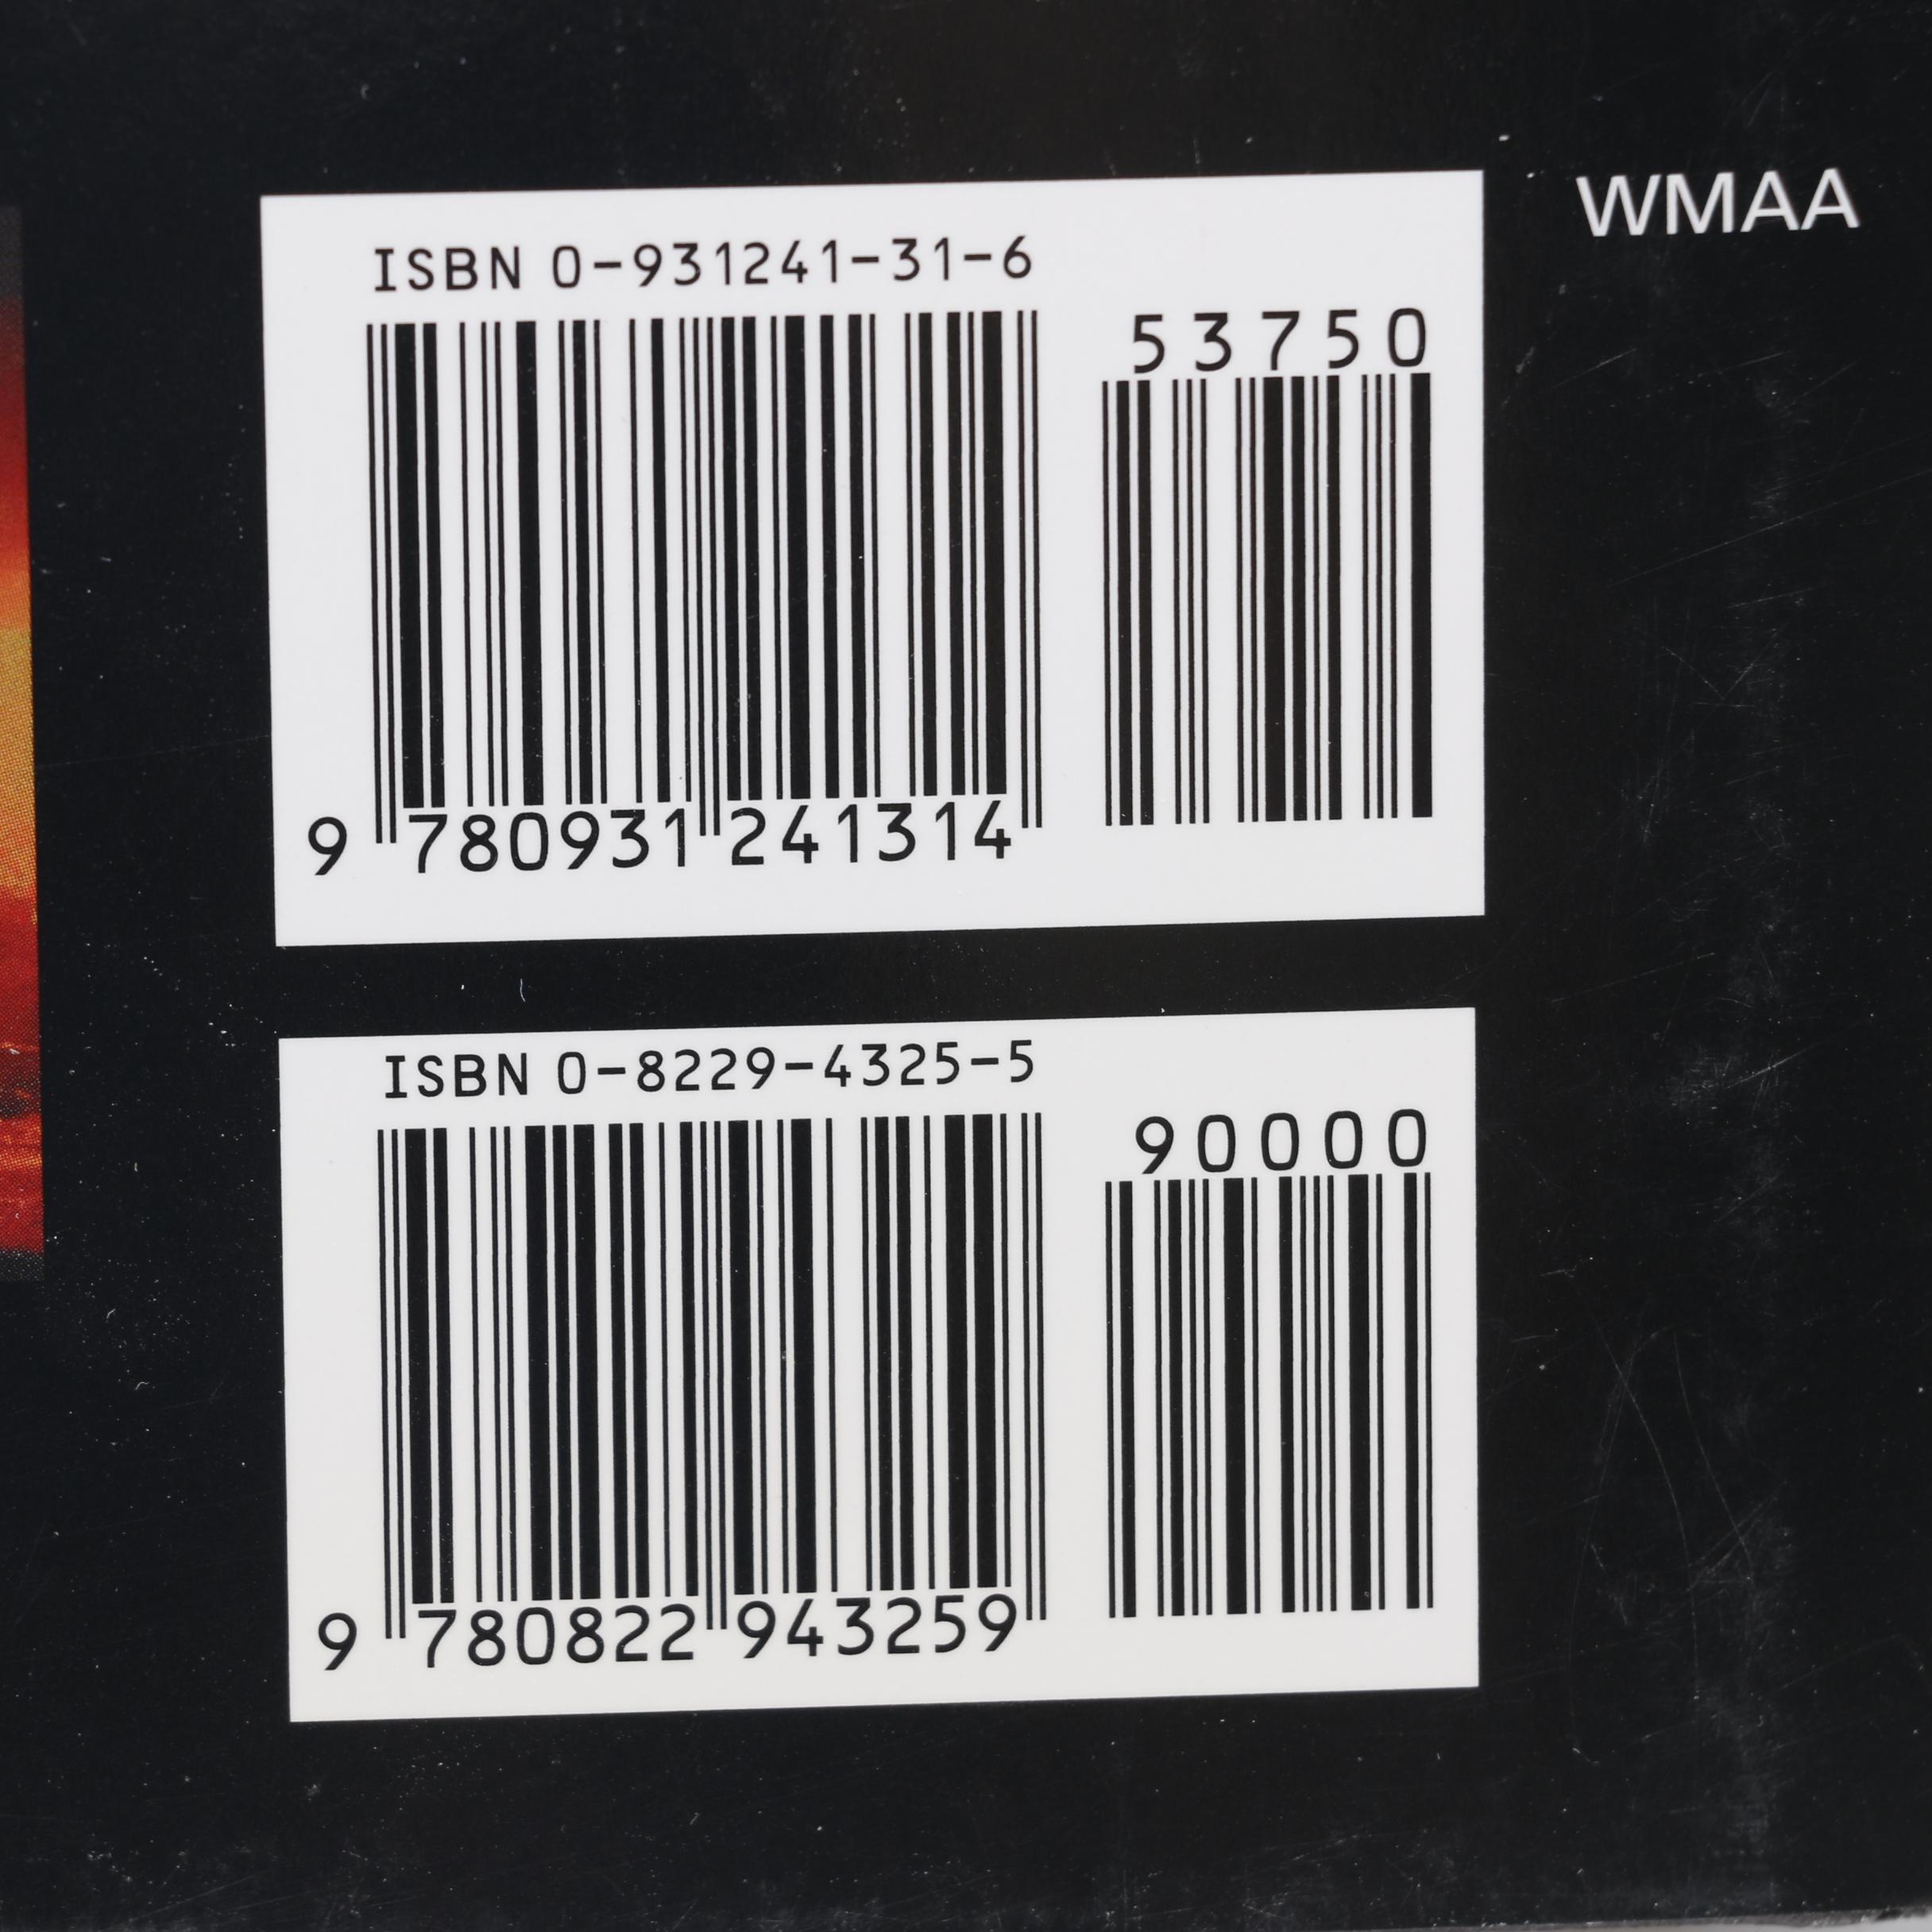 WMAA
ISBN 0-931241-31-6
53750
9 780931 241314
ISBN 0-8229-4325-5
90000
9 780822 943259